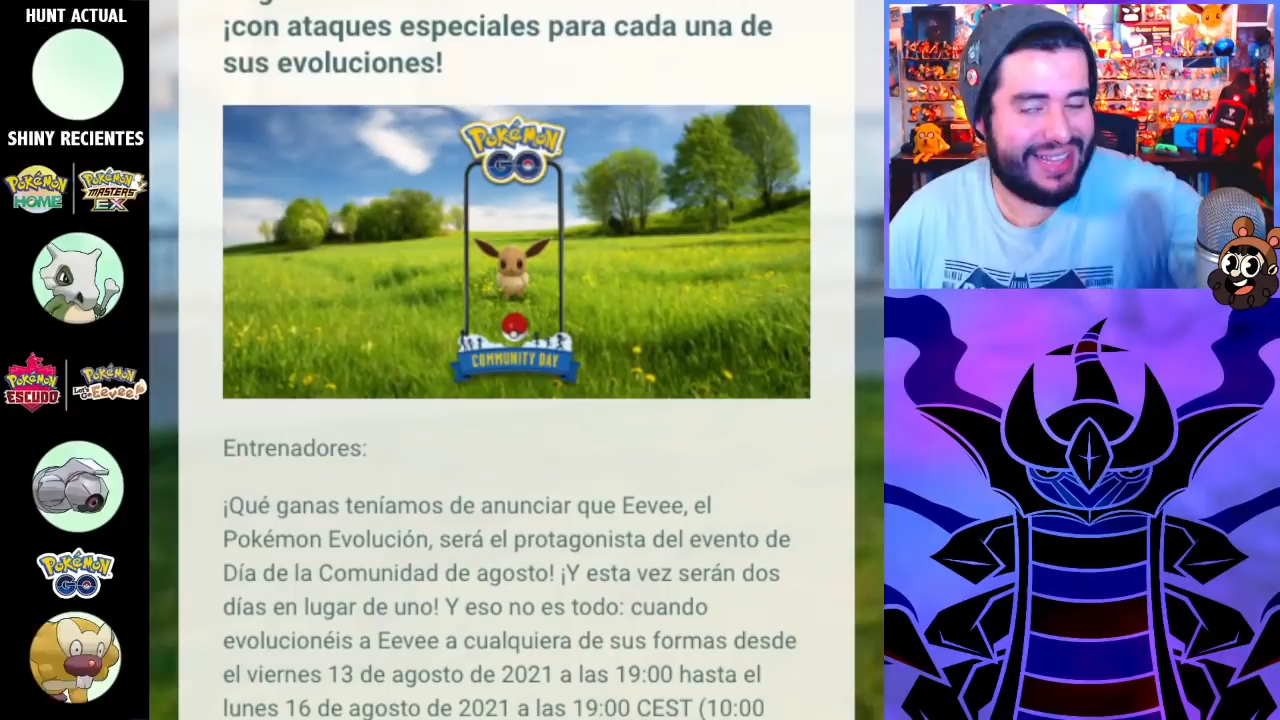 HUNT ACTUAL
SHINY RECIENTES
POKÉMON HOME
POKÉMON MASTERS EX
POKÉMON ESCUDO
POKÉMON Let's Go Eevee!
POKÉMON GO
¡con ataques especiales para cada una de
sus evoluciones!
POKÉMON
GO
COMMUNITY DAY
Entrenadores:
¡Qué ganas teníamos de anunciar que Eevee, el
Pokémon Evolución, será el protagonista del evento de
Día de la Comunidad de agosto! ¡Y esta vez serán dos
días en lugar de uno! Y eso no es todo: cuando
evolucionéis a Eevee a cualquiera de sus formas desde
el viernes 13 de agosto de 2021 a las 19:00 hasta el
lunes 16 de agosto de 2021 a las 19:00 CEST (10:00